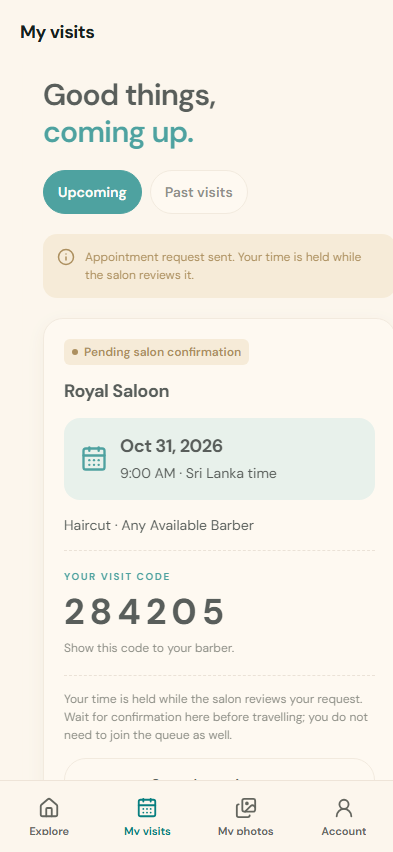 My visits
Good things,
coming up.
Upcoming
Past visits
Appointment request sent. Your time is held while
the salon reviews it.
Pending salon confirmation
Royal Saloon
Oct 31, 2026
9:00 AM · Sri Lanka time
Haircut · Any Available Barber
YOUR VISIT CODE
284205
Show this code to your barber.
Your time is held while the salon reviews your request.
Wait for confirmation here before travelling; you do not
need to join the queue as well.
Explore
My visits
My photos
Account